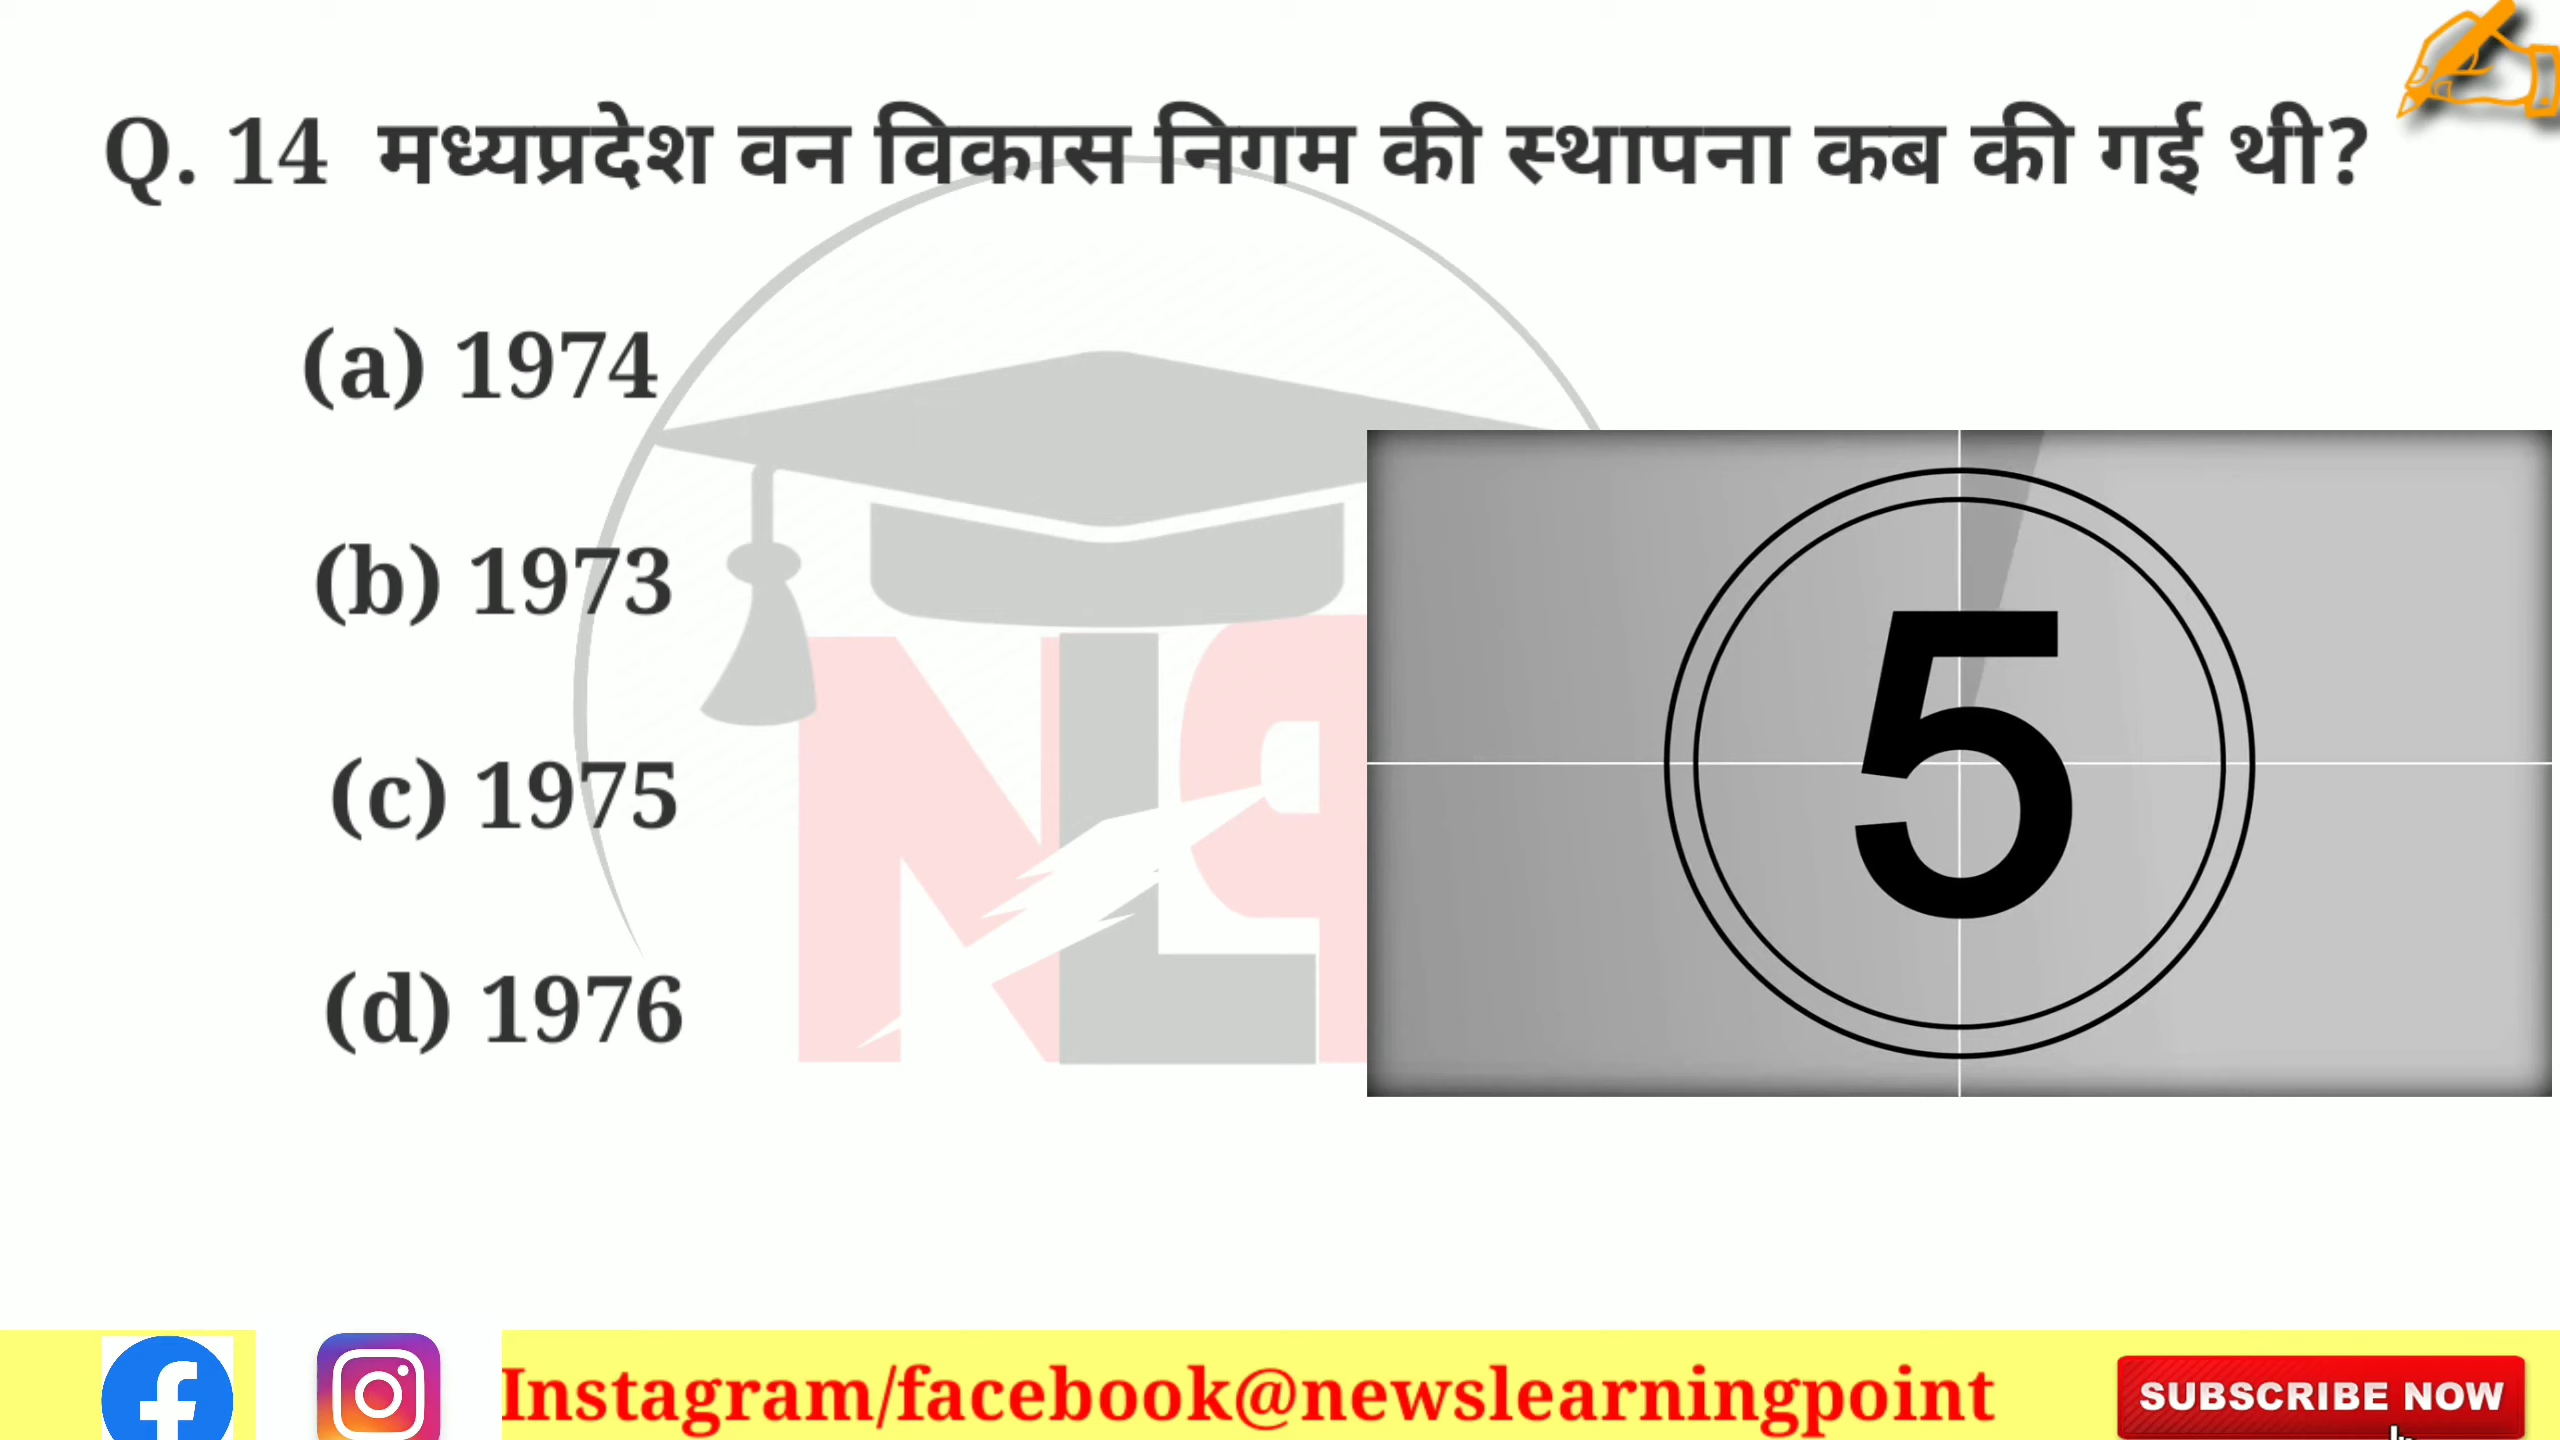 Q. 14 मध्यप्रदेश वन विकास निगम की स्थापना कब की गई थी?
(a) 1974
(b) 1973
(c) 1975
(d) 1976
5
NLP
Instagram/facebook@newslearningpoint
SUBSCRIBE NOW